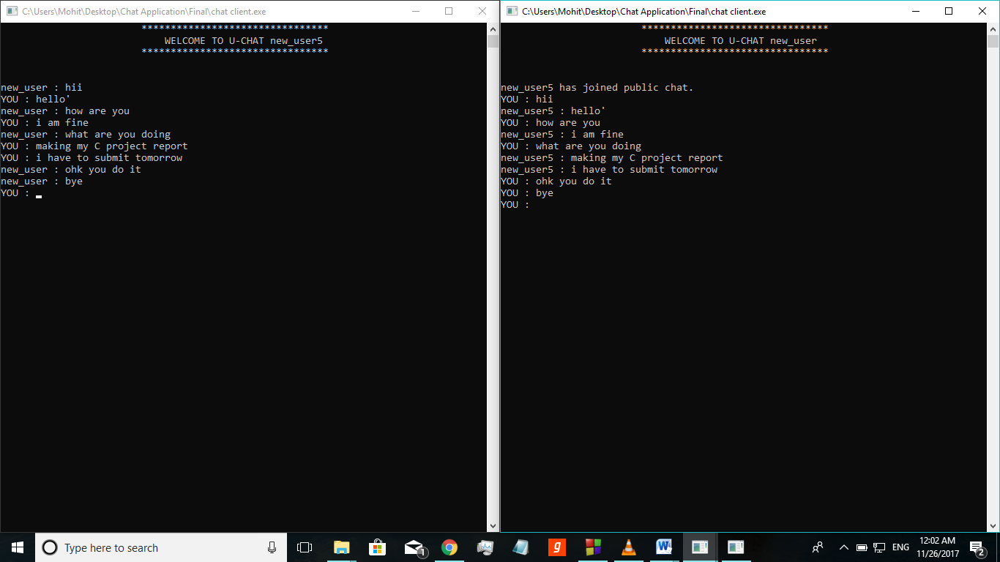 C:\Users\Mohit\Desktop\Chat Application\Final\chat client.exe
********************************
WELCOME TO U-CHAT new_user5
********************************
new_user : hii
YOU : hello'
new_user : how are you
YOU : i am fine
new_user : what are you doing
YOU : making my C project report
YOU : i have to submit tomorrow
new_user : ohk you do it
new_user : bye
YOU :
C:\Users\Mohit\Desktop\Chat Application\Final\chat client.exe
********************************
WELCOME TO U-CHAT new_user
********************************
new_user5 has joined public chat.
YOU : hii
new_user5 : hello'
YOU : how are you
new_user5 : i am fine
YOU : what are you doing
new_user5 : making my C project report
new_user5 : i have to submit tomorrow
YOU : ohk you do it
YOU : bye
YOU :
Type here to search
1
g
W
ENG
12:02 AM
11/26/2017
2